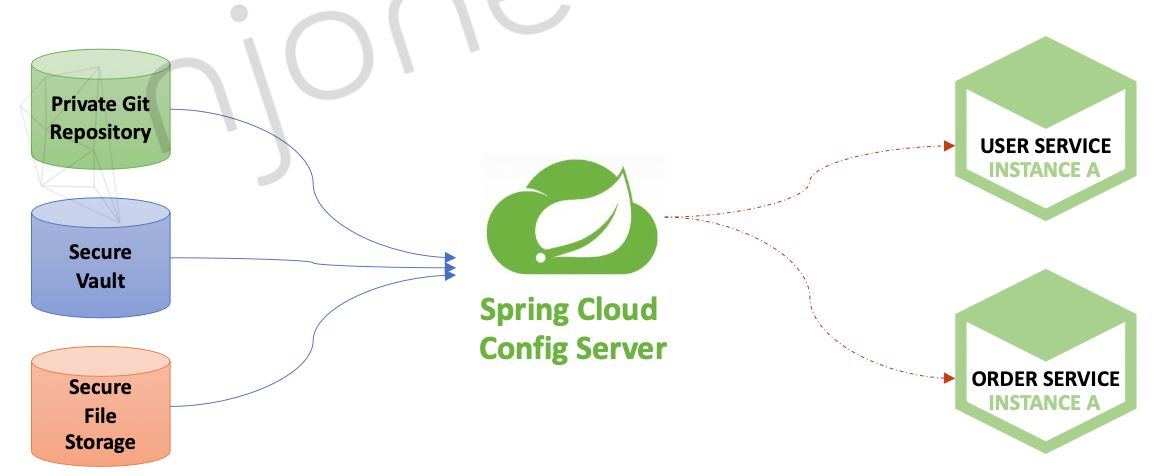 njone
Private Git
Repository
Secure
Vault
Secure
File
Storage
Spring Cloud
Config Server
USER SERVICE
INSTANCE A
ORDER SERVICE
INSTANCE A